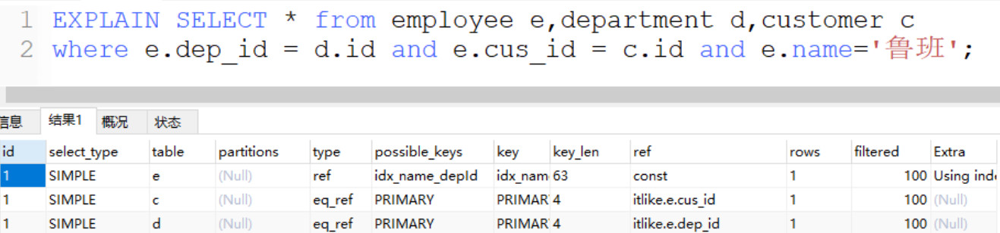 1 EXPLAIN SELECT * from employee e,department d,customer c
2 where e.dep_id = d.id and e.cus_id = c.id and e.name='鲁班';
信息 结果1 概况 状态
id select_type table partitions type possible_keys key key_len ref rows filtered Extra
1 SIMPLE e (Null) ref idx_name_depId idx_nam 63 const 1 100 Using inde
1 SIMPLE c (Null) eq_ref PRIMARY PRIMAR 4 itlike.e.cus_id 1 100 (Null)
1 SIMPLE d (Null) eq_ref PRIMARY PRIMAR 4 itlike.e.dep_id 1 100 (Null)